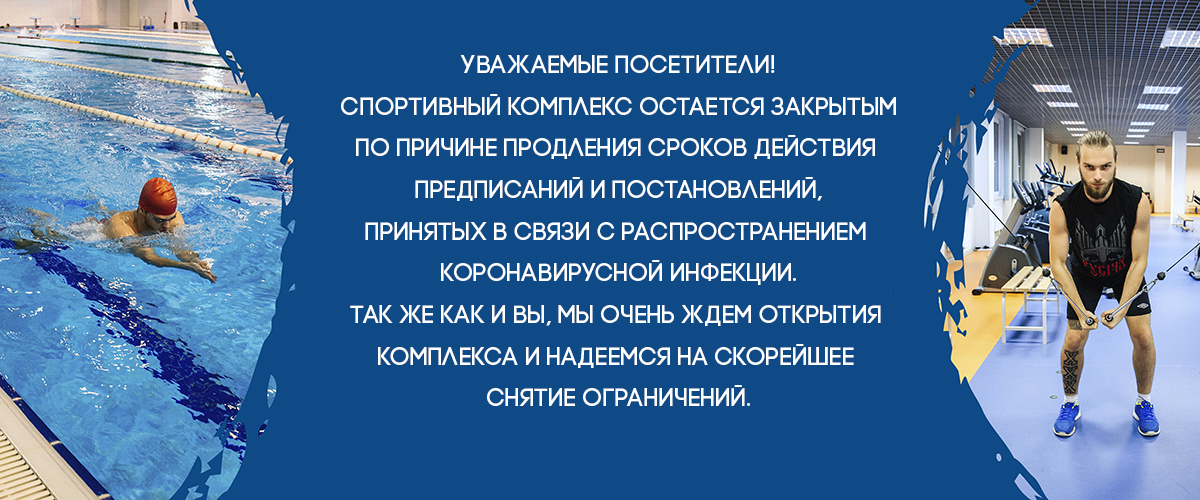 УВАЖАЕМЫЕ ПОСЕТИТЕЛИ!
СПОРТИВНЫЙ КОМПЛЕКС ОСТАЕТСЯ ЗАКРЫТЫМ
ПО ПРИЧИНЕ ПРОДЛЕНИЯ СРОКОВ ДЕЙСТВИЯ
ПРЕДПИСАНИЙ И ПОСТАНОВЛЕНИЙ,
ПРИНЯТЫХ В СВЯЗИ С РАСПРОСТРАНЕНИЕМ
КОРОНАВИРУСНОЙ ИНФЕКЦИИ.
ТАК ЖЕ КАК И ВЫ, МЫ ОЧЕНЬ ЖДЕМ ОТКРЫТИЯ
КОМПЛЕКСА И НАДЕЕМСЯ НА СКОРЕЙШЕЕ
СНЯТИЕ ОГРАНИЧЕНИЙ.